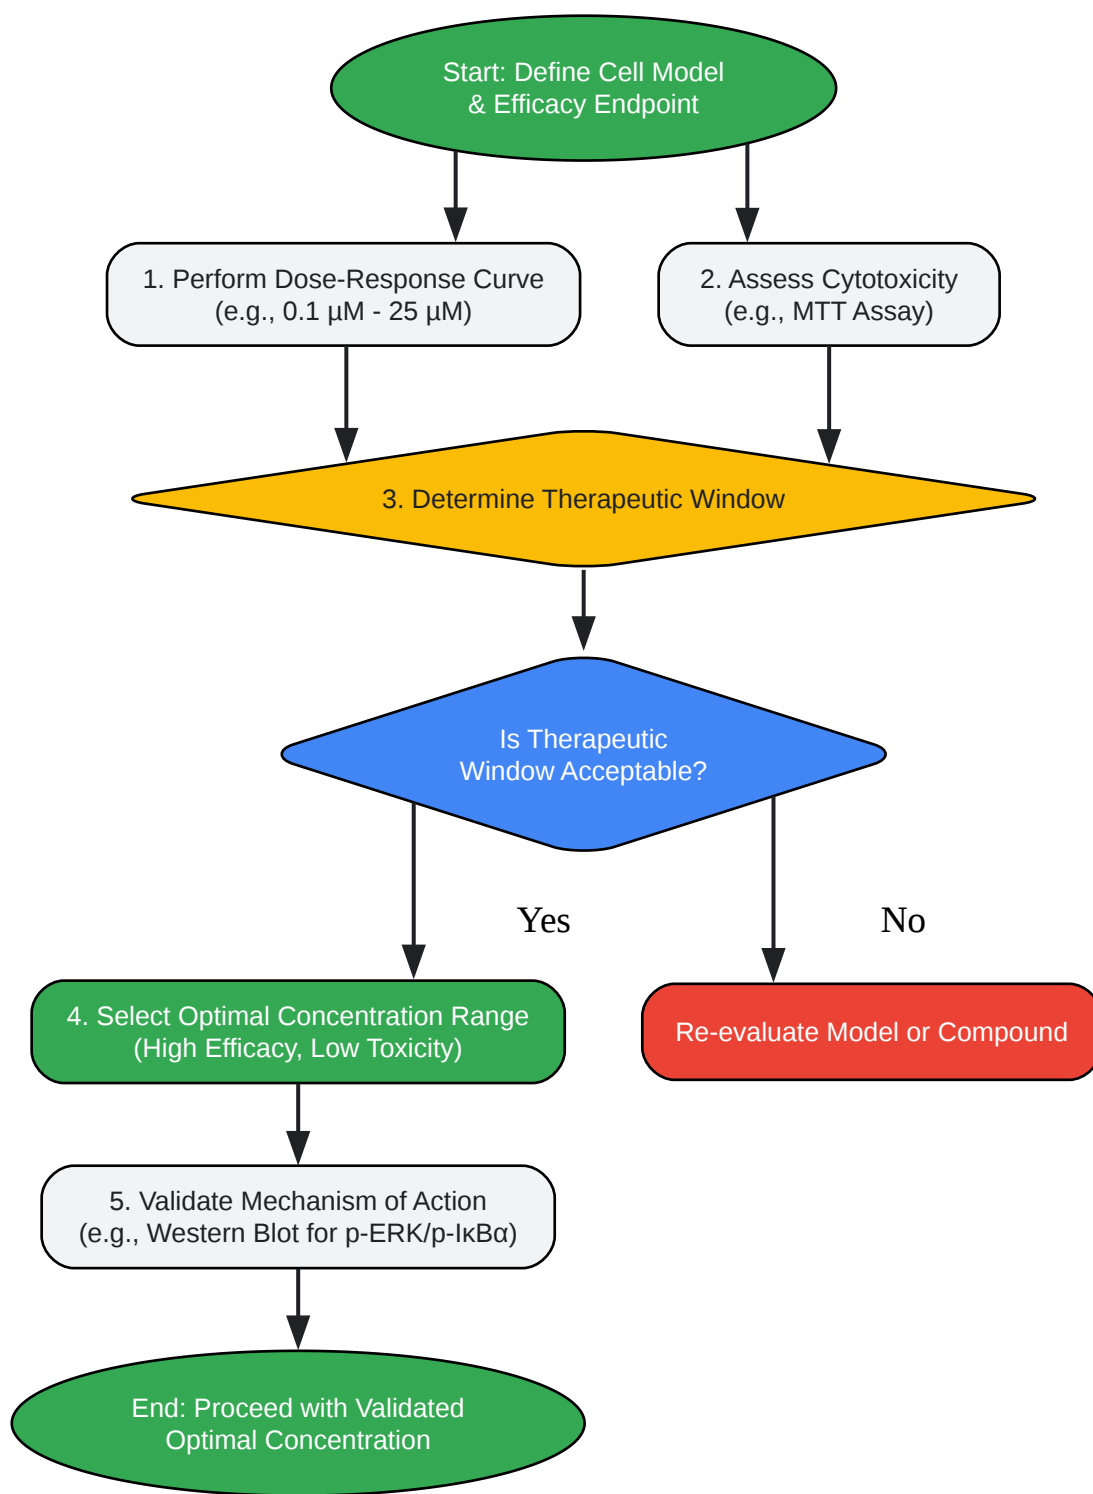 Start: Define Cell Model
& Efficacy Endpoint
1. Perform Dose-Response Curve
(e.g., 0.1 µM - 25 µM)
2. Assess Cytotoxicity
(e.g., MTT Assay)
3. Determine Therapeutic Window
Is Therapeutic
Window Acceptable?
Yes
No
4. Select Optimal Concentration Range
(High Efficacy, Low Toxicity)
Re-evaluate Model or Compound
5. Validate Mechanism of Action
(e.g., Western Blot for p-ERK/p-IκBα)
End: Proceed with Validated
Optimal Concentration